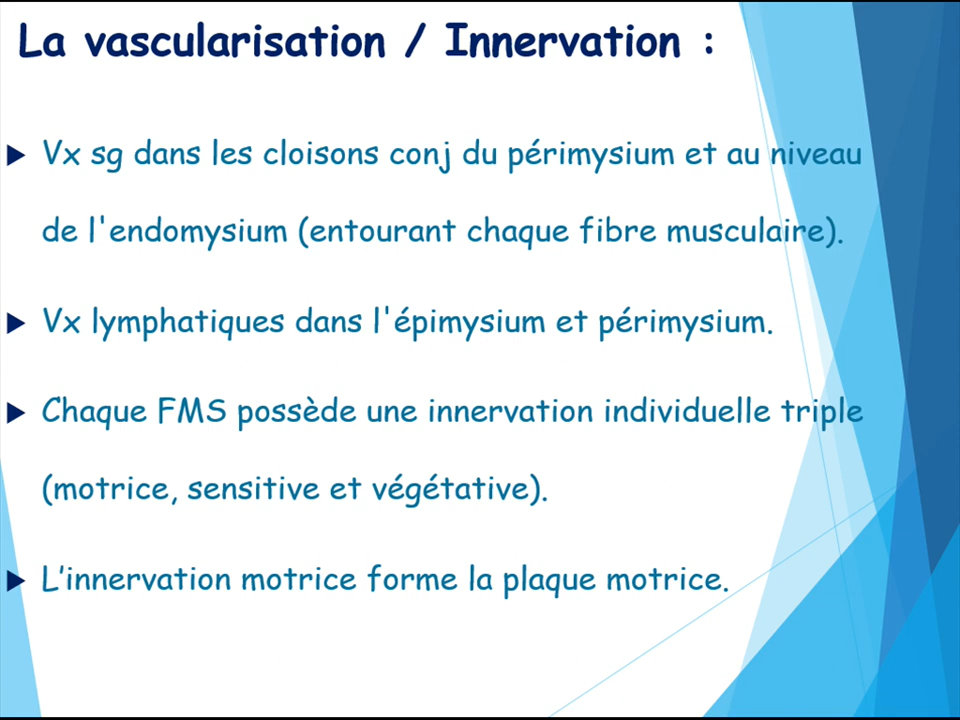 La vascularisation / Innervation :
Vx sg dans les cloisons conj du périmysium et au niveau
de l'endomysium (entourant chaque fibre musculaire).
Vx lymphatiques dans l'épimysium et périmysium.
Chaque FMS possède une innervation individuelle triple
(motrice, sensitive et végétative).
L’innervation motrice forme la plaque motrice.